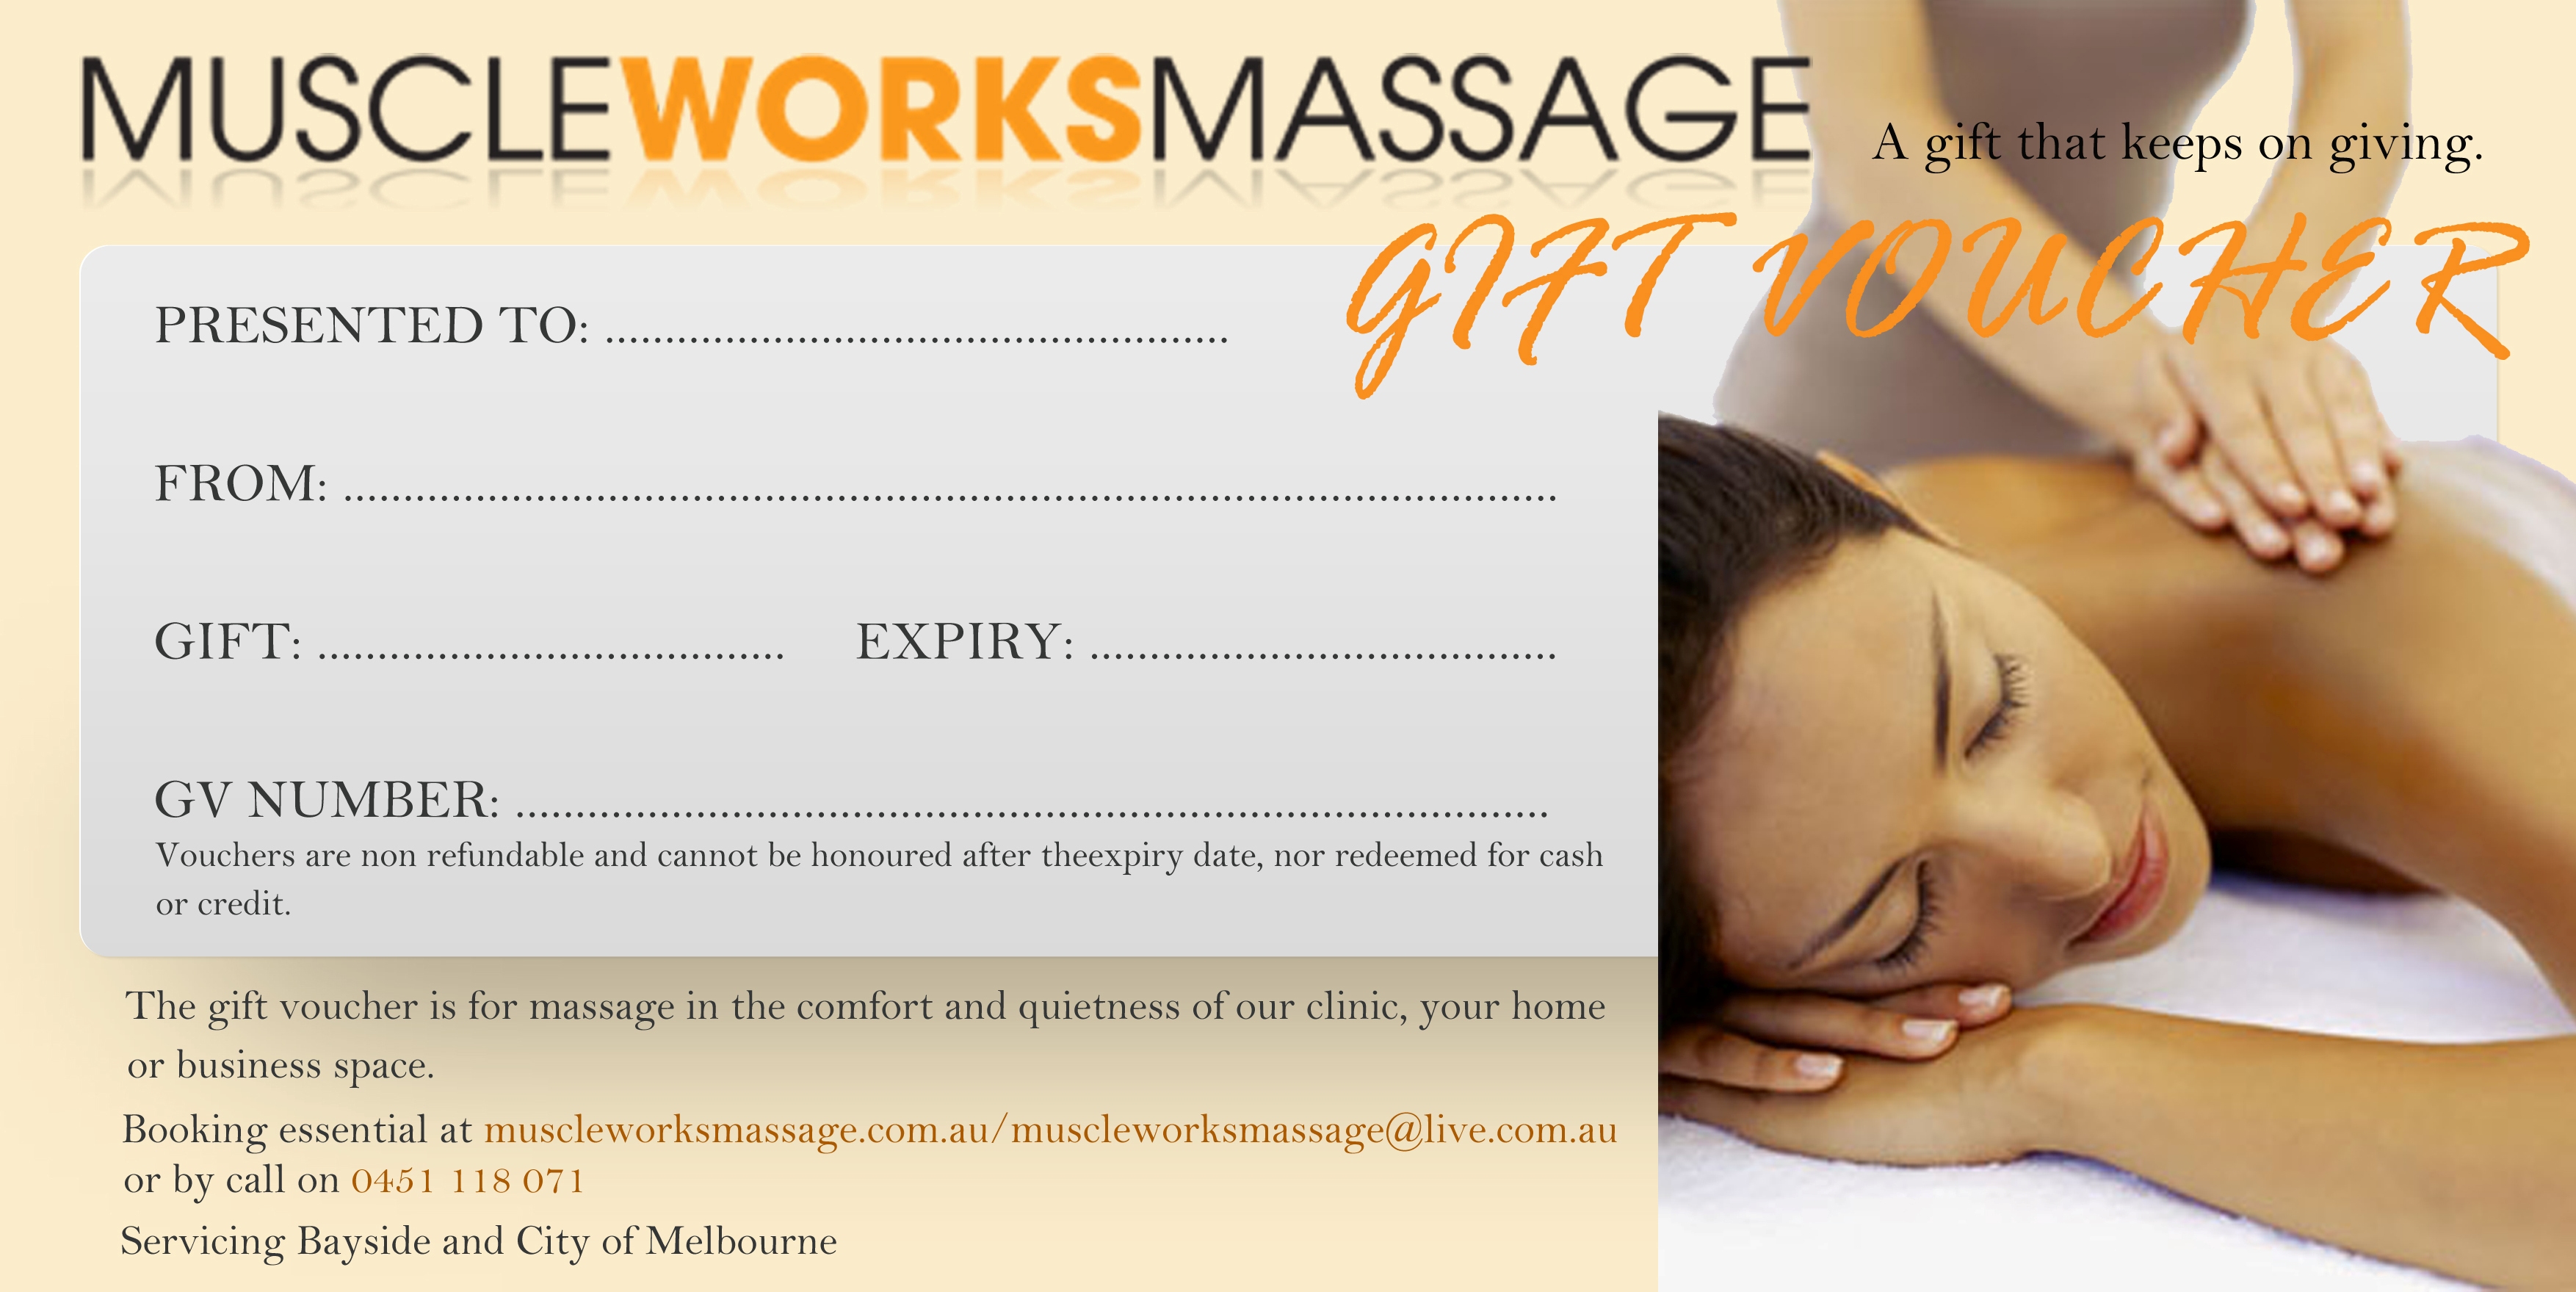 MUSCLEWORKSMASSAGE
A gift that keeps on giving.
GIFT VOUCHER
PRESENTED TO: ....................................................
FROM: .....................................................................................................
GIFT: .......................................
EXPIRY: .......................................
GV NUMBER: ......................................................................................
Vouchers are non refundable and cannot be honoured after theexpiry date, nor redeemed for cash
or credit.
The gift voucher is for massage in the comfort and quietness of our clinic, your home
or business space.
Booking essential at muscleworksmassage.com.au/muscleworksmassage@live.com.au
or by call on 0451 118 071
Servicing Bayside and City of Melbourne